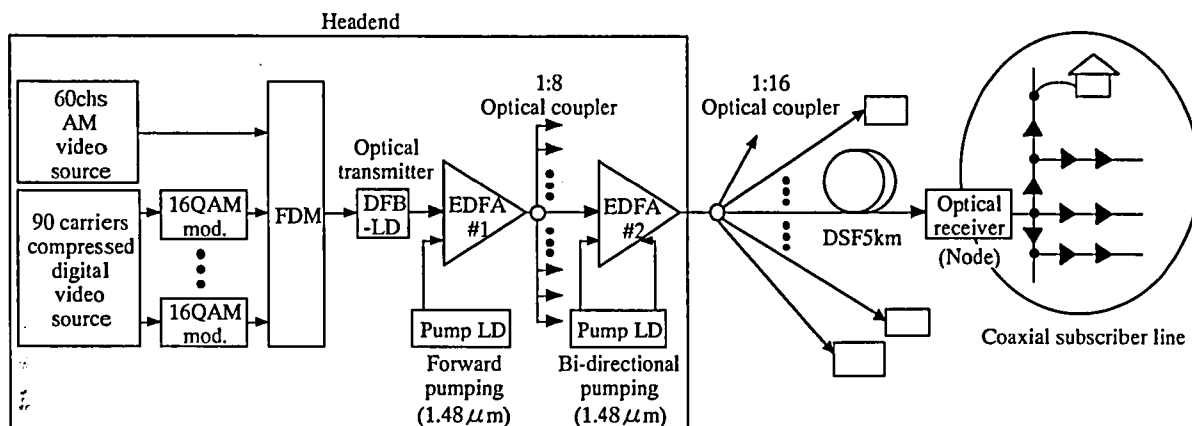 Headend
60chs
AM
video
source
90 carriers
compressed
digital
video
source
16QAM
mod.
16QAM
mod.
FDM
Optical
transmitter
DFB
-LD
EDFA
#1
1:8
Optical coupler
EDFA
#2
Pump LD
Forward
pumping
(1.48μm)
Pump LD
Bi-directional
pumping
(1.48μm)
1:16
Optical coupler
DSF5km
Optical
receiver
(Node)
Coaxial subscriber line